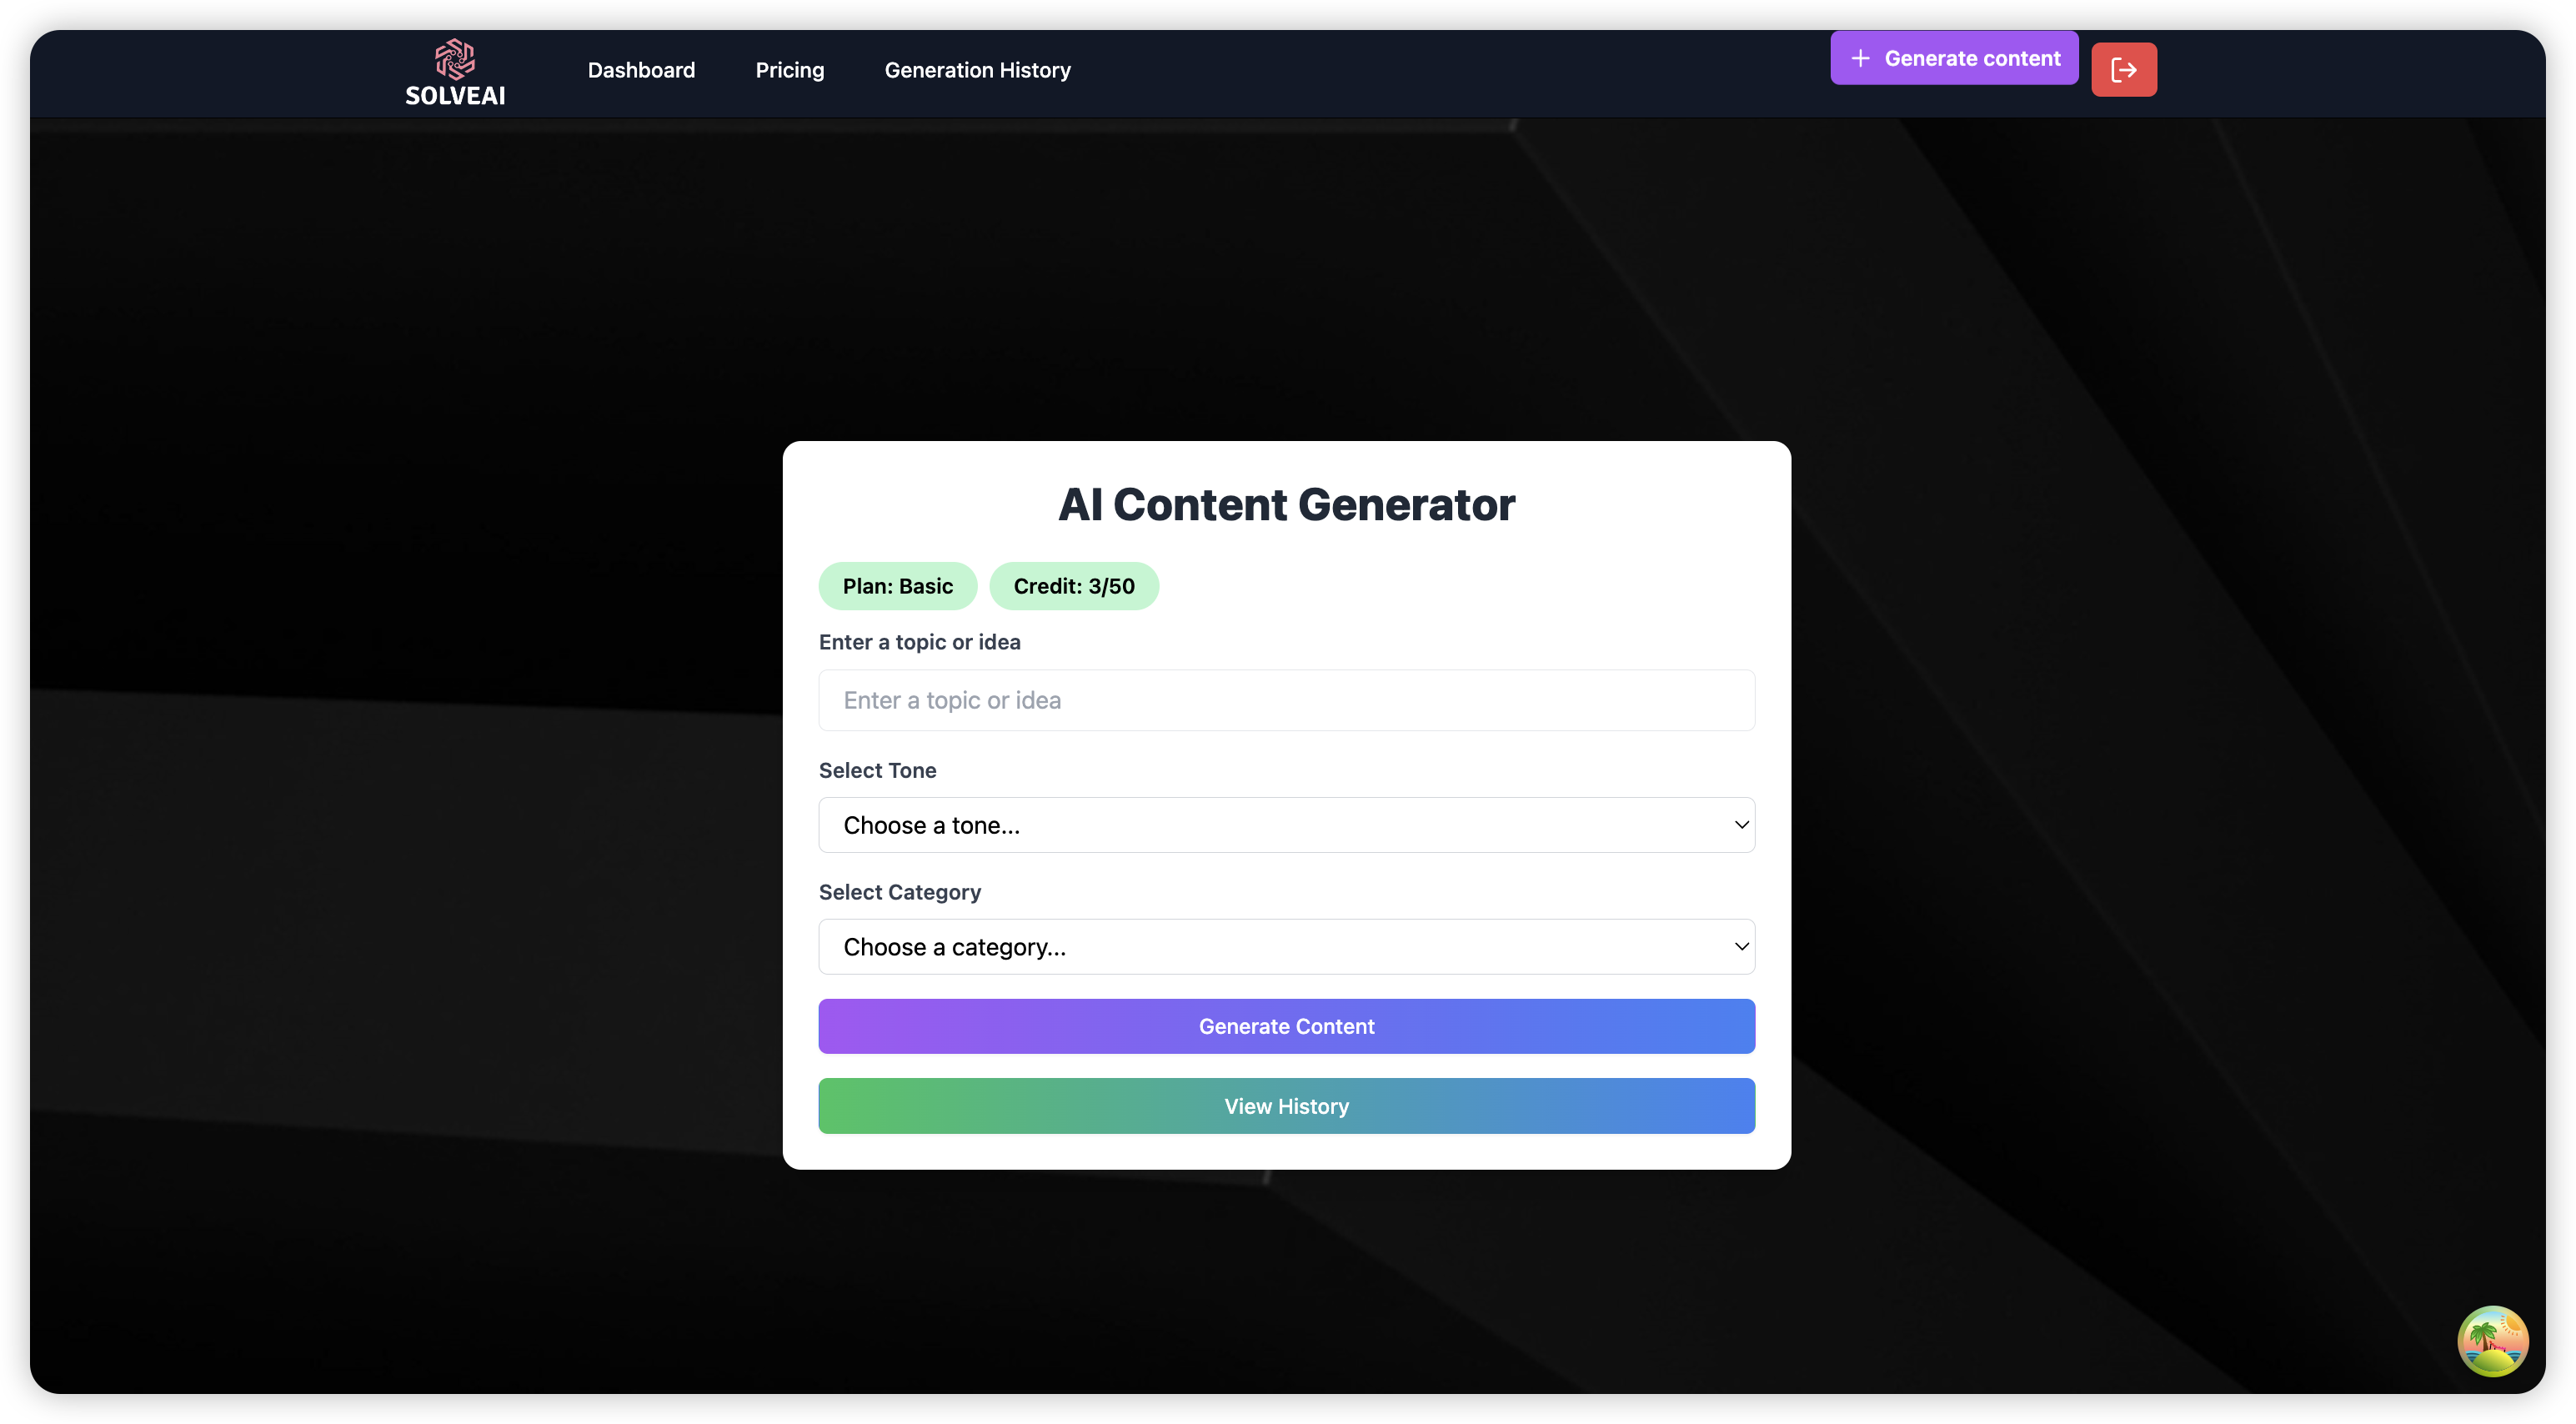 SOLVEAI
Dashboard
Pricing
Generation History
Generate content
AI Content Generator
Plan: Basic
Credit: 3/50
Enter a topic or idea
Enter a topic or idea
Select Tone
Choose a tone...
Select Category
Choose a category...
Generate Content
View History